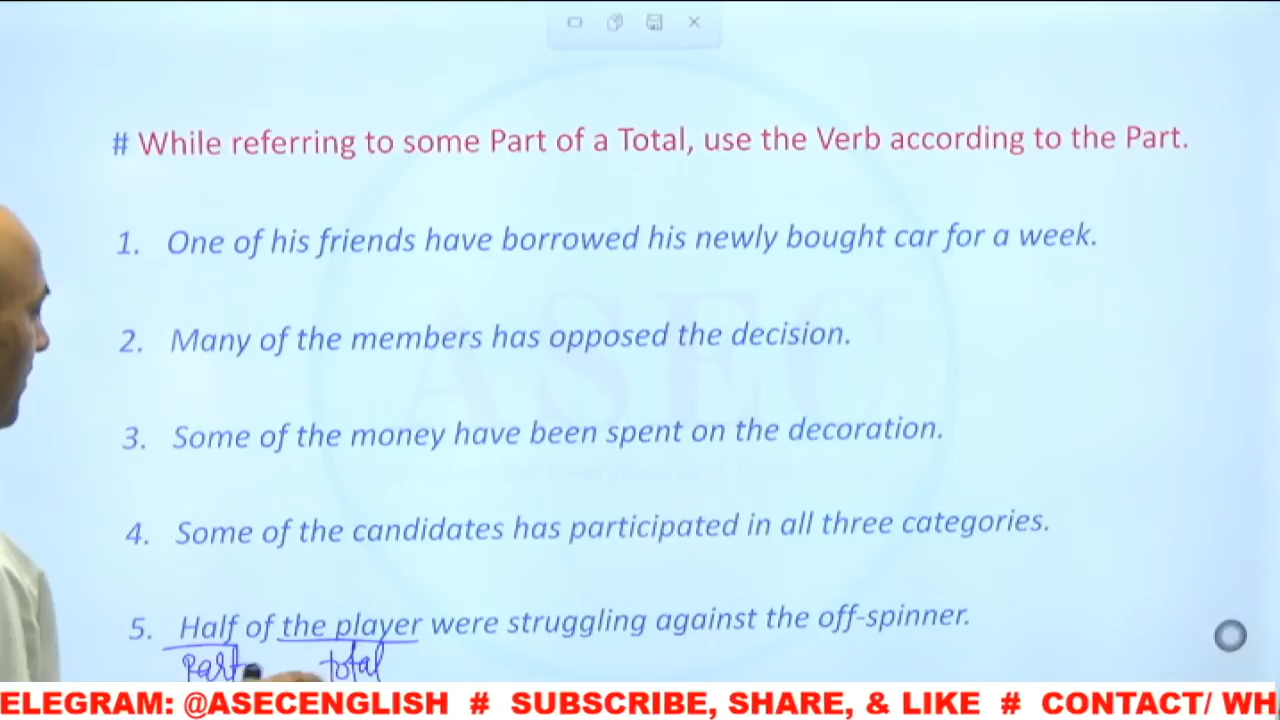 # While referring to some Part of a Total, use the Verb according to the Part.
1. One of his friends have borrowed his newly bought car for a week.
2. Many of the members has opposed the decision.
3. Some of the money have been spent on the decoration.
4. Some of the candidates has participated in all three categories.
5. Half of the player were struggling against the off-spinner.
Part total
ELEGRAM: @ASECENGLISH # SUBSCRIBE, SHARE, & LIKE # CONTACT/ WH
ASEC